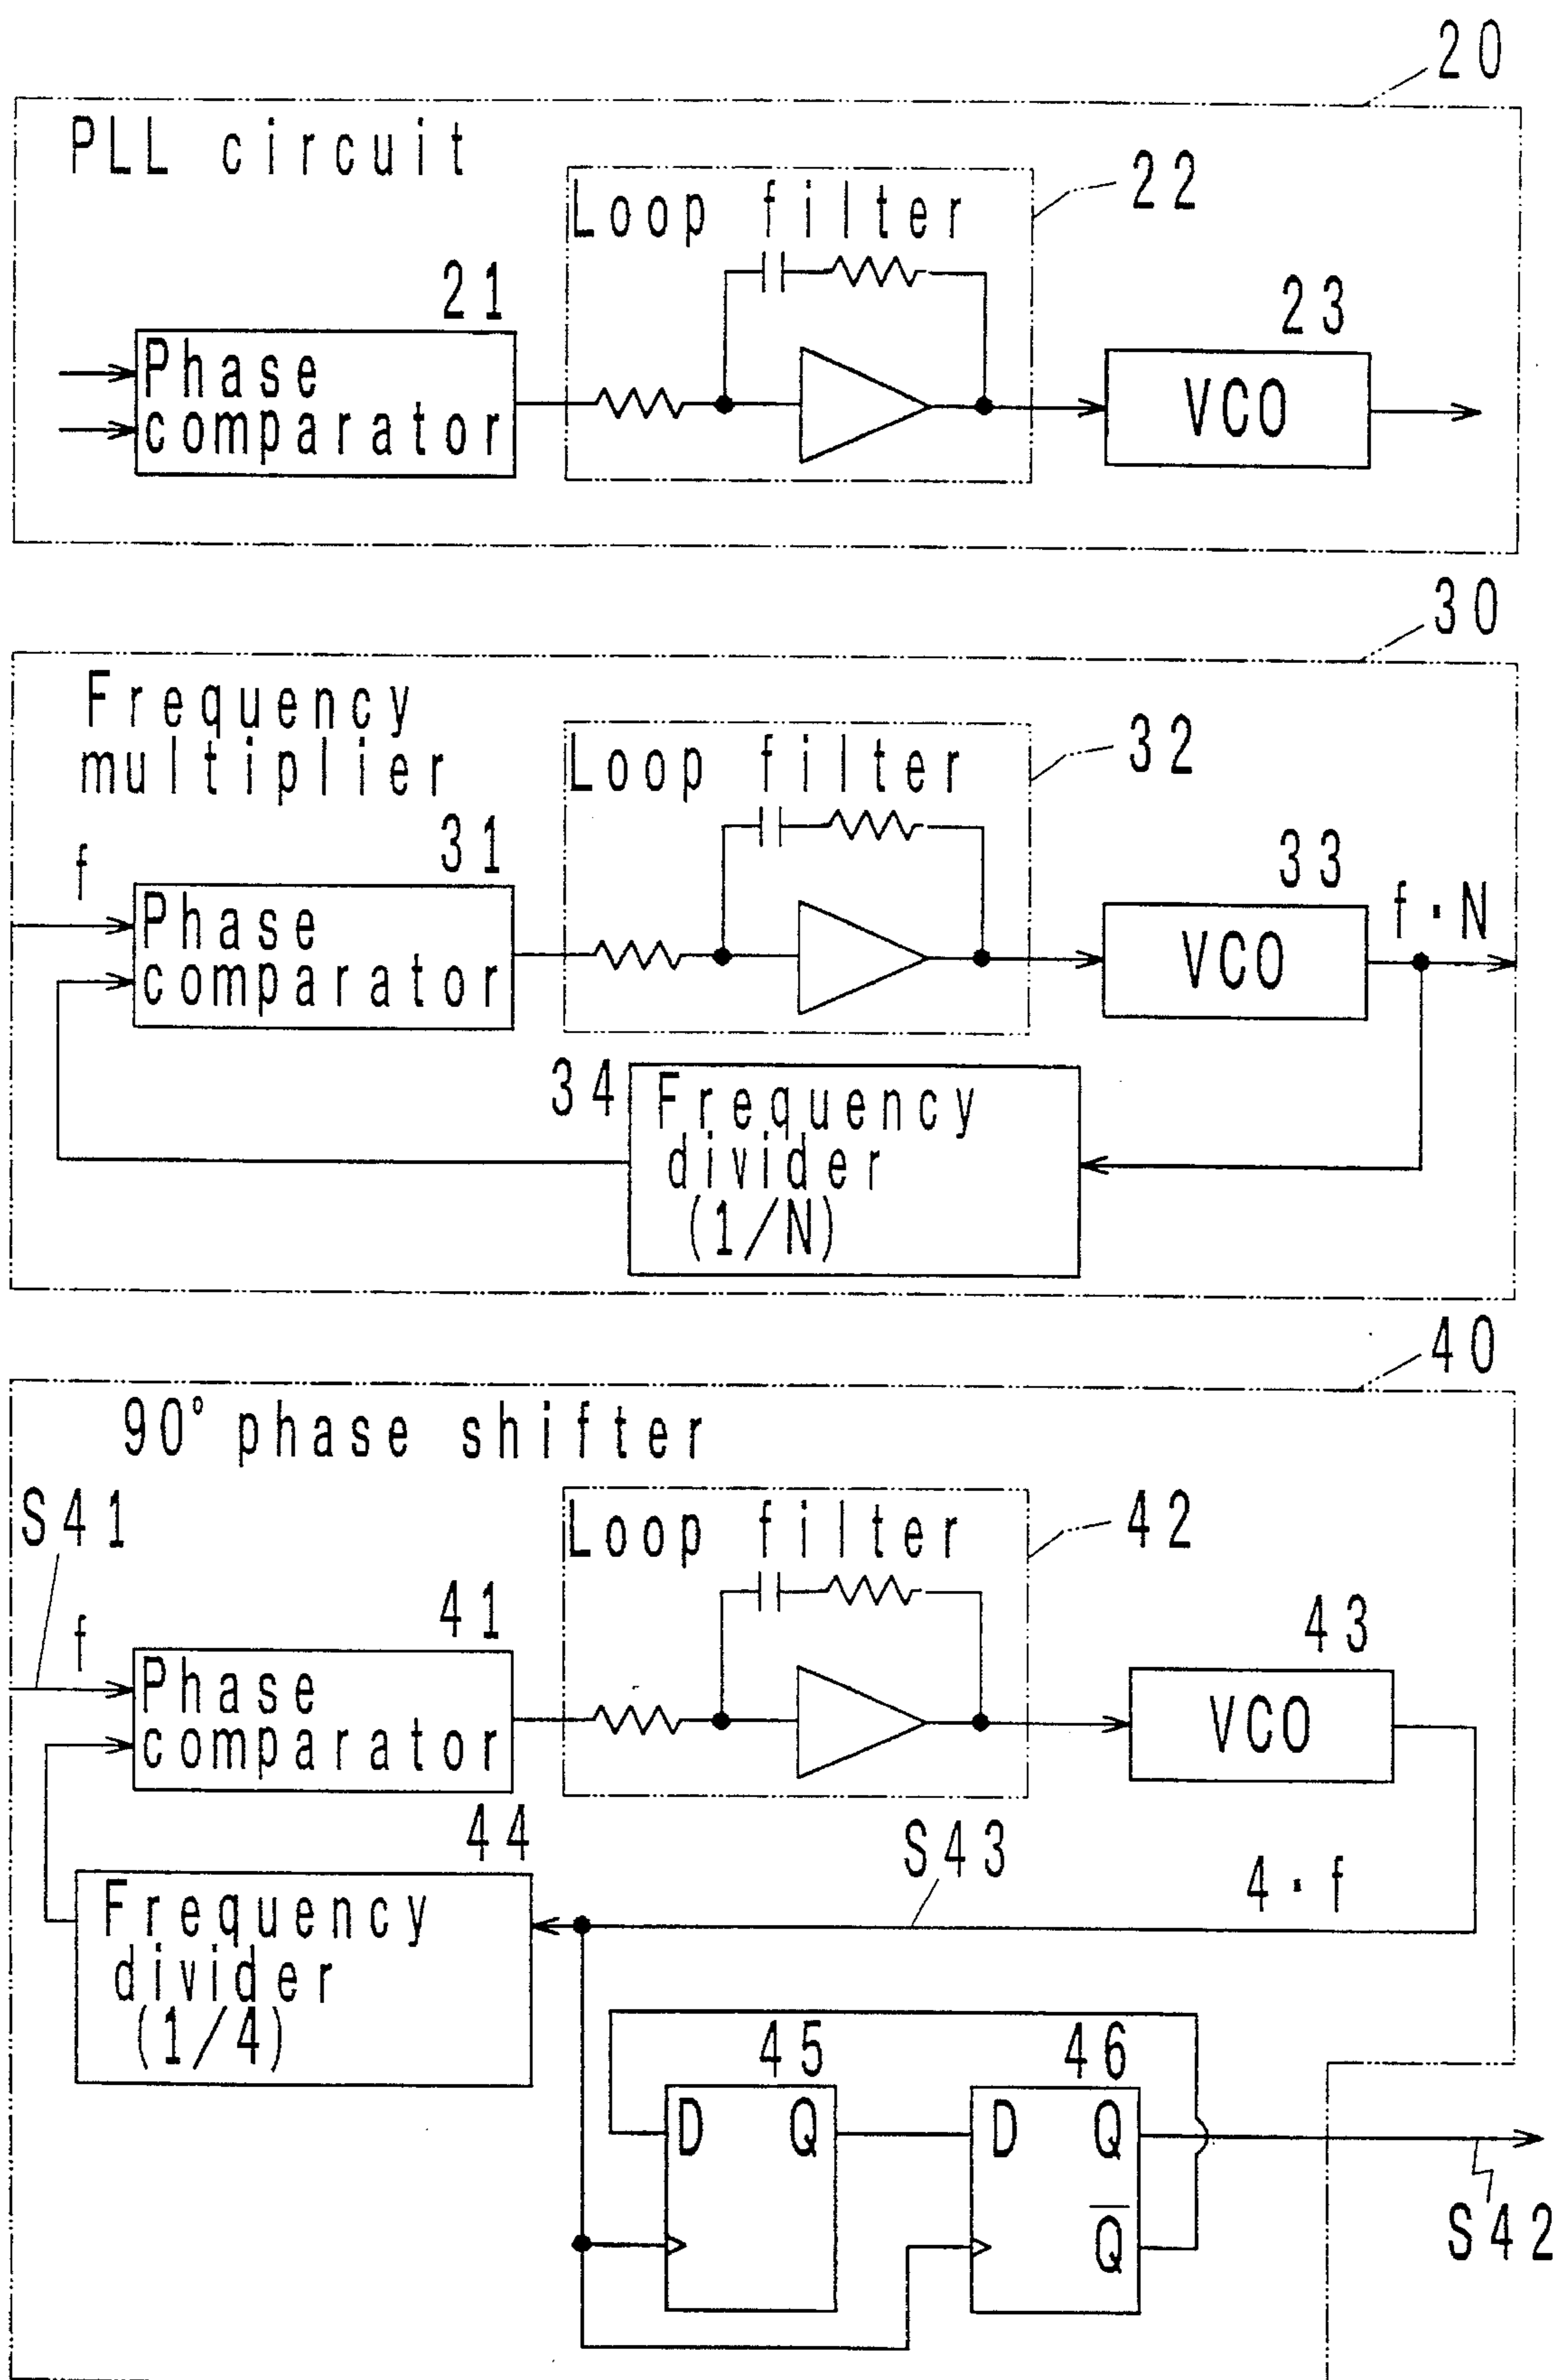 20
PLL circuit
22
Loop filter
21
23
Phase
comparator
VCO
30
Frequency
multiplier
32
Loop filter
31
33
f
f·N
Phase
comparator
VCO
34
Frequency
divider
(1/N)
40
90° phase shifter
S41
42
Loop filter
41
43
f
Phase
comparator
VCO
44
S43
4·f
Frequency
divider
(1/4)
45
46
D Q
D Q
Q̅
S42